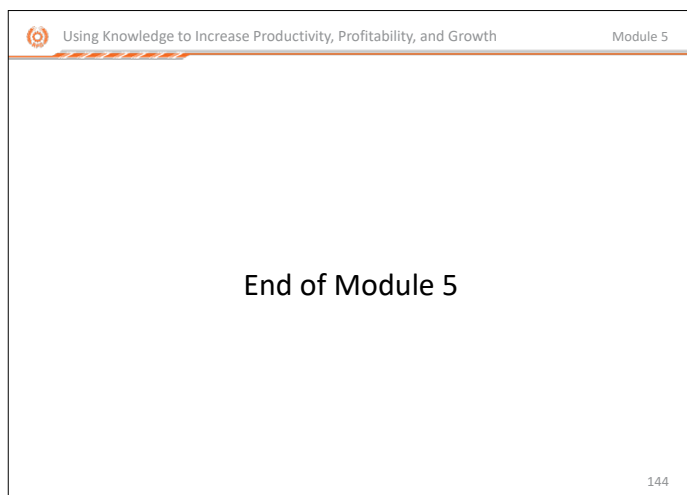 Using Knowledge to Increase Productivity, Profitability, and Growth Module 5
End of Module 5
144